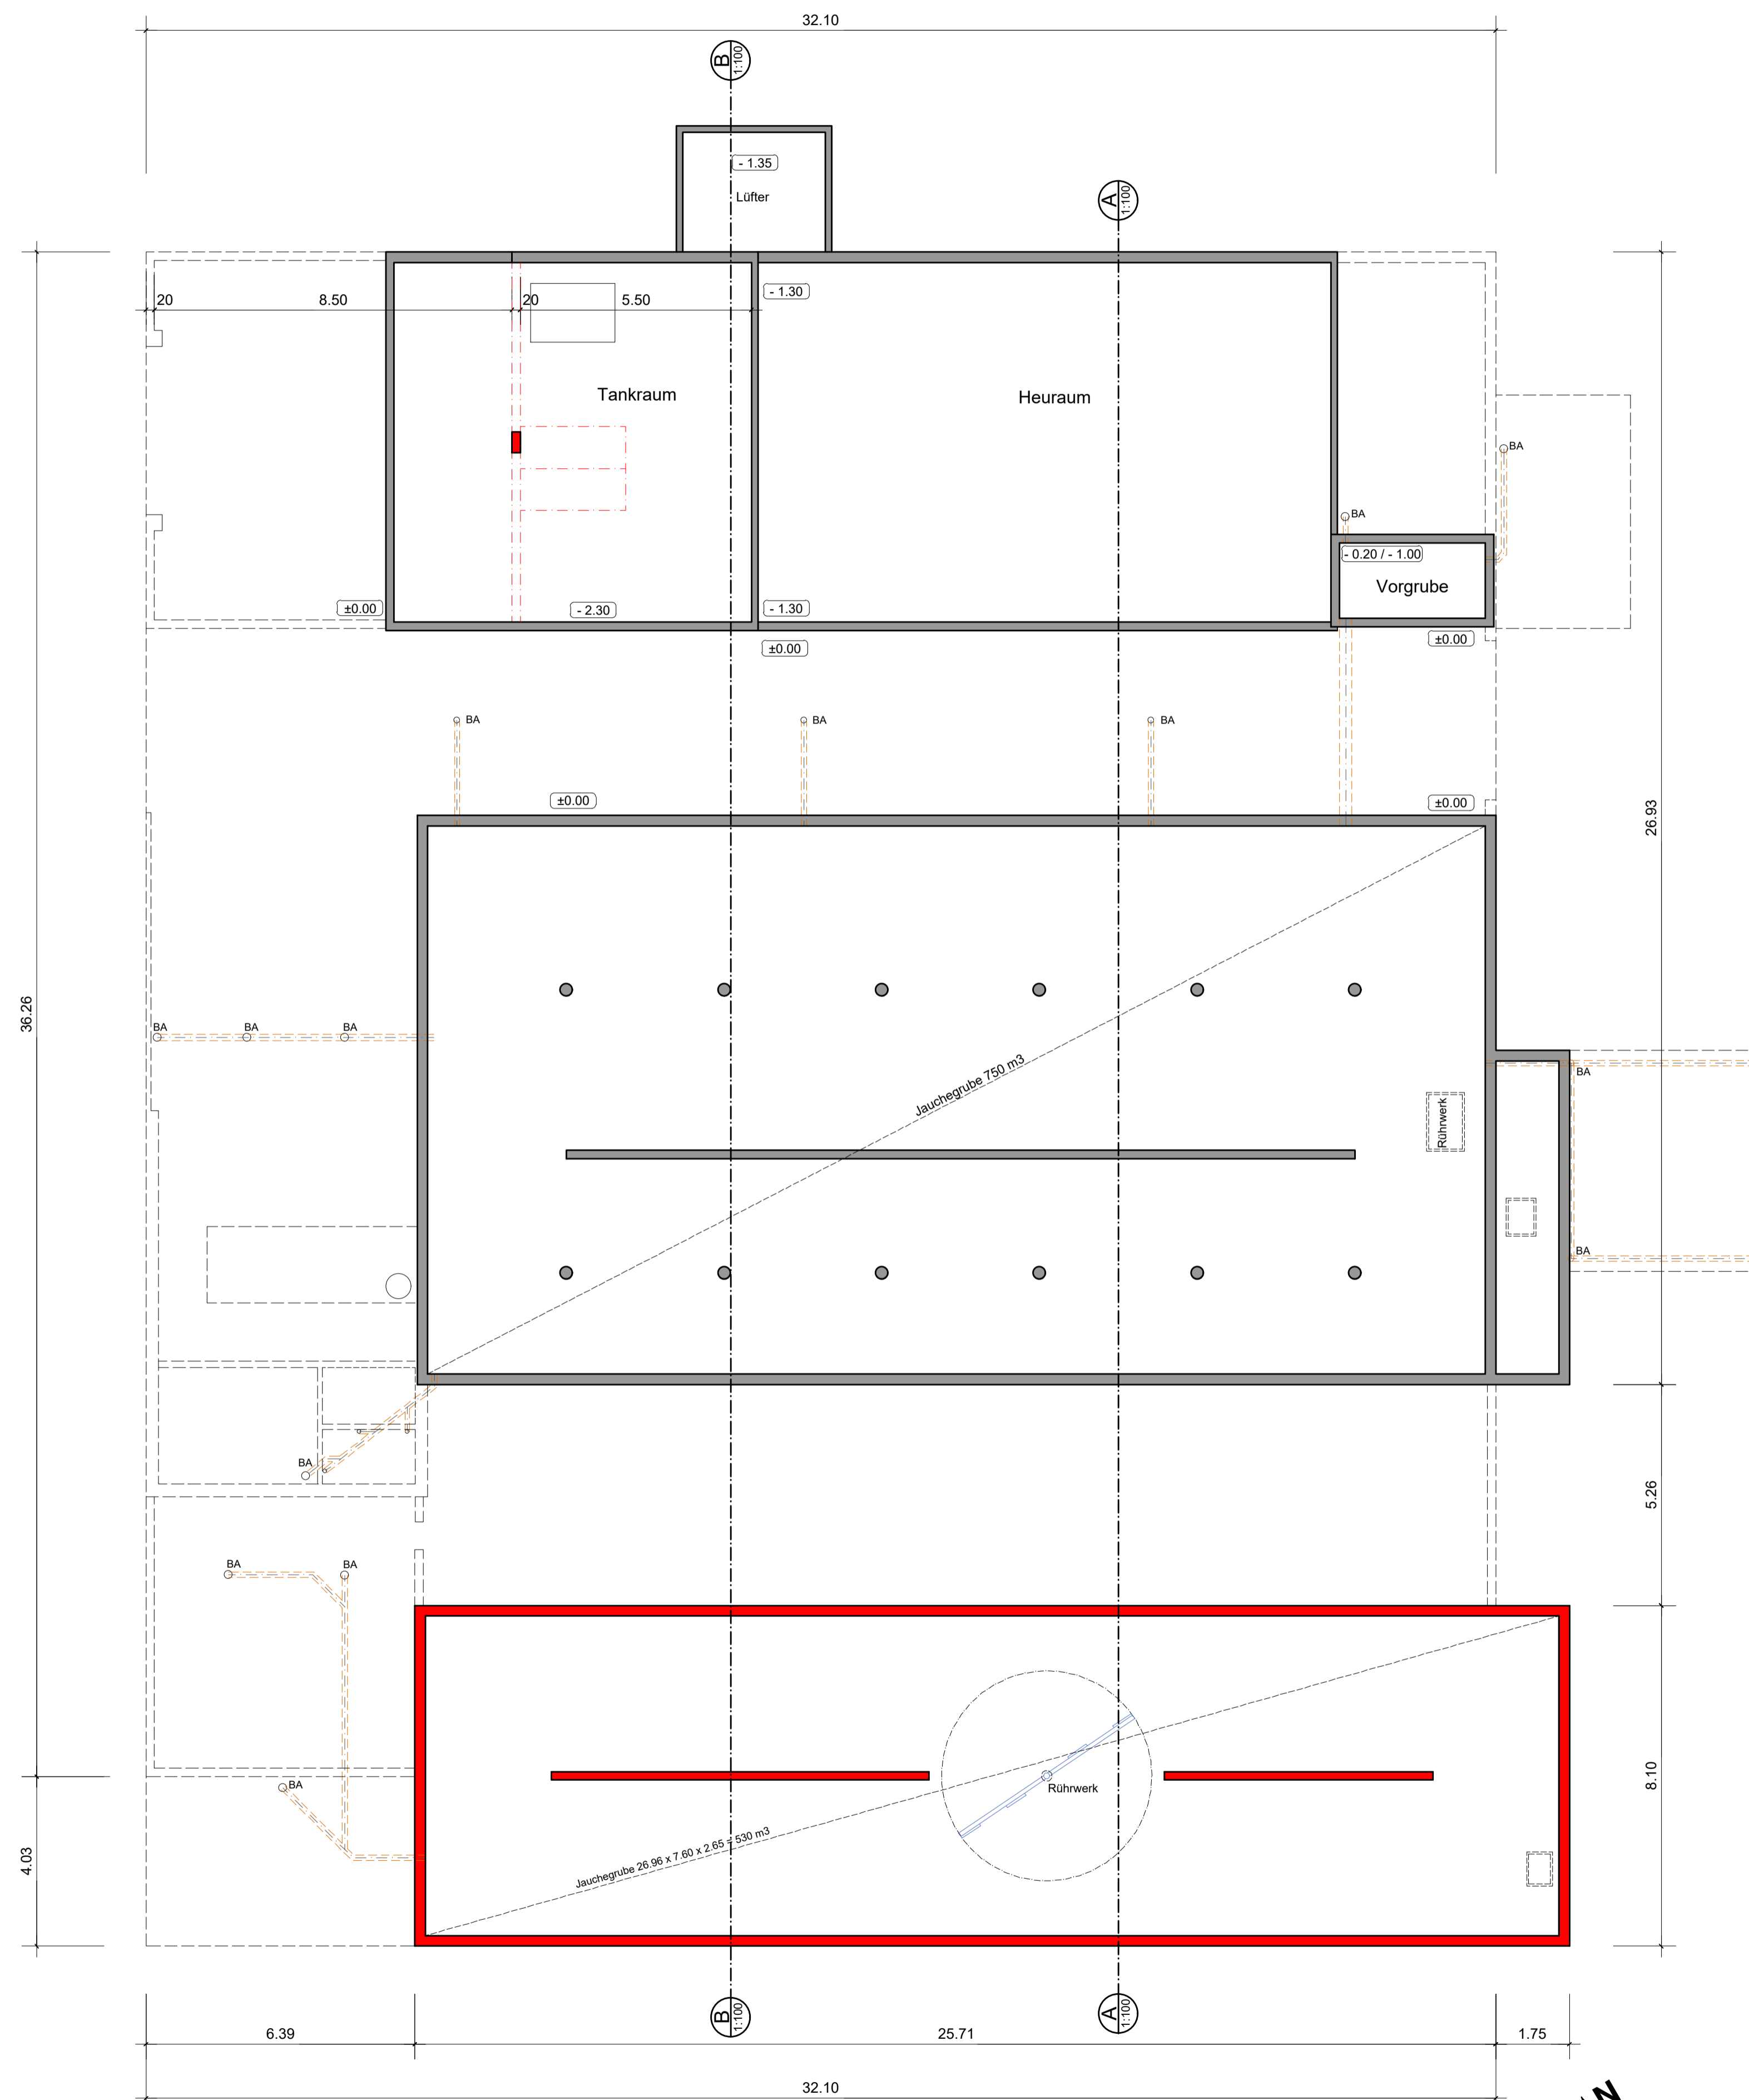 32.10
B
1:100
- 1.35
Lüfter
A
1:100
20
8.50
20
5.50
- 1.30
Tankraum
Heuraum
BA
BA
- 0.20 / - 1.00
Vorgrube
±0.00
- 2.30
- 1.30
±0.00
±0.00
BA
BA
BA
±0.00
±0.00
26.93
36.26
BA
BA
BA
Jauchegrube 750 m3
BA
Rührwerk
BA
BA
5.26
BA
BA
BA
Rührwerk
8.10
Jauchegrube 26.96 x 7.60 x 2.65 = 530 m3
4.03
B
1:100
A
1:100
6.39
25.71
1.75
32.10
N